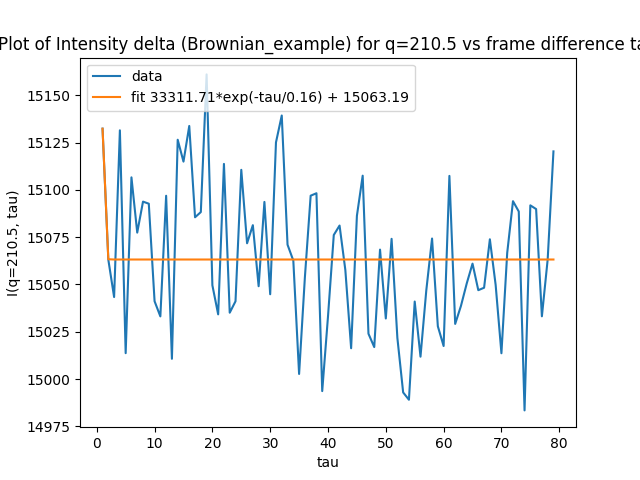 Plot of Intensity delta (Brownian_example) for q=210.5 vs frame difference ta
data
fit 33311.71*exp(-tau/0.16) + 15063.19
I(q=210.5, tau)
15150
15125
15100
15075
15050
15025
15000
14975
0 10 20 30 40 50 60 70 80
tau